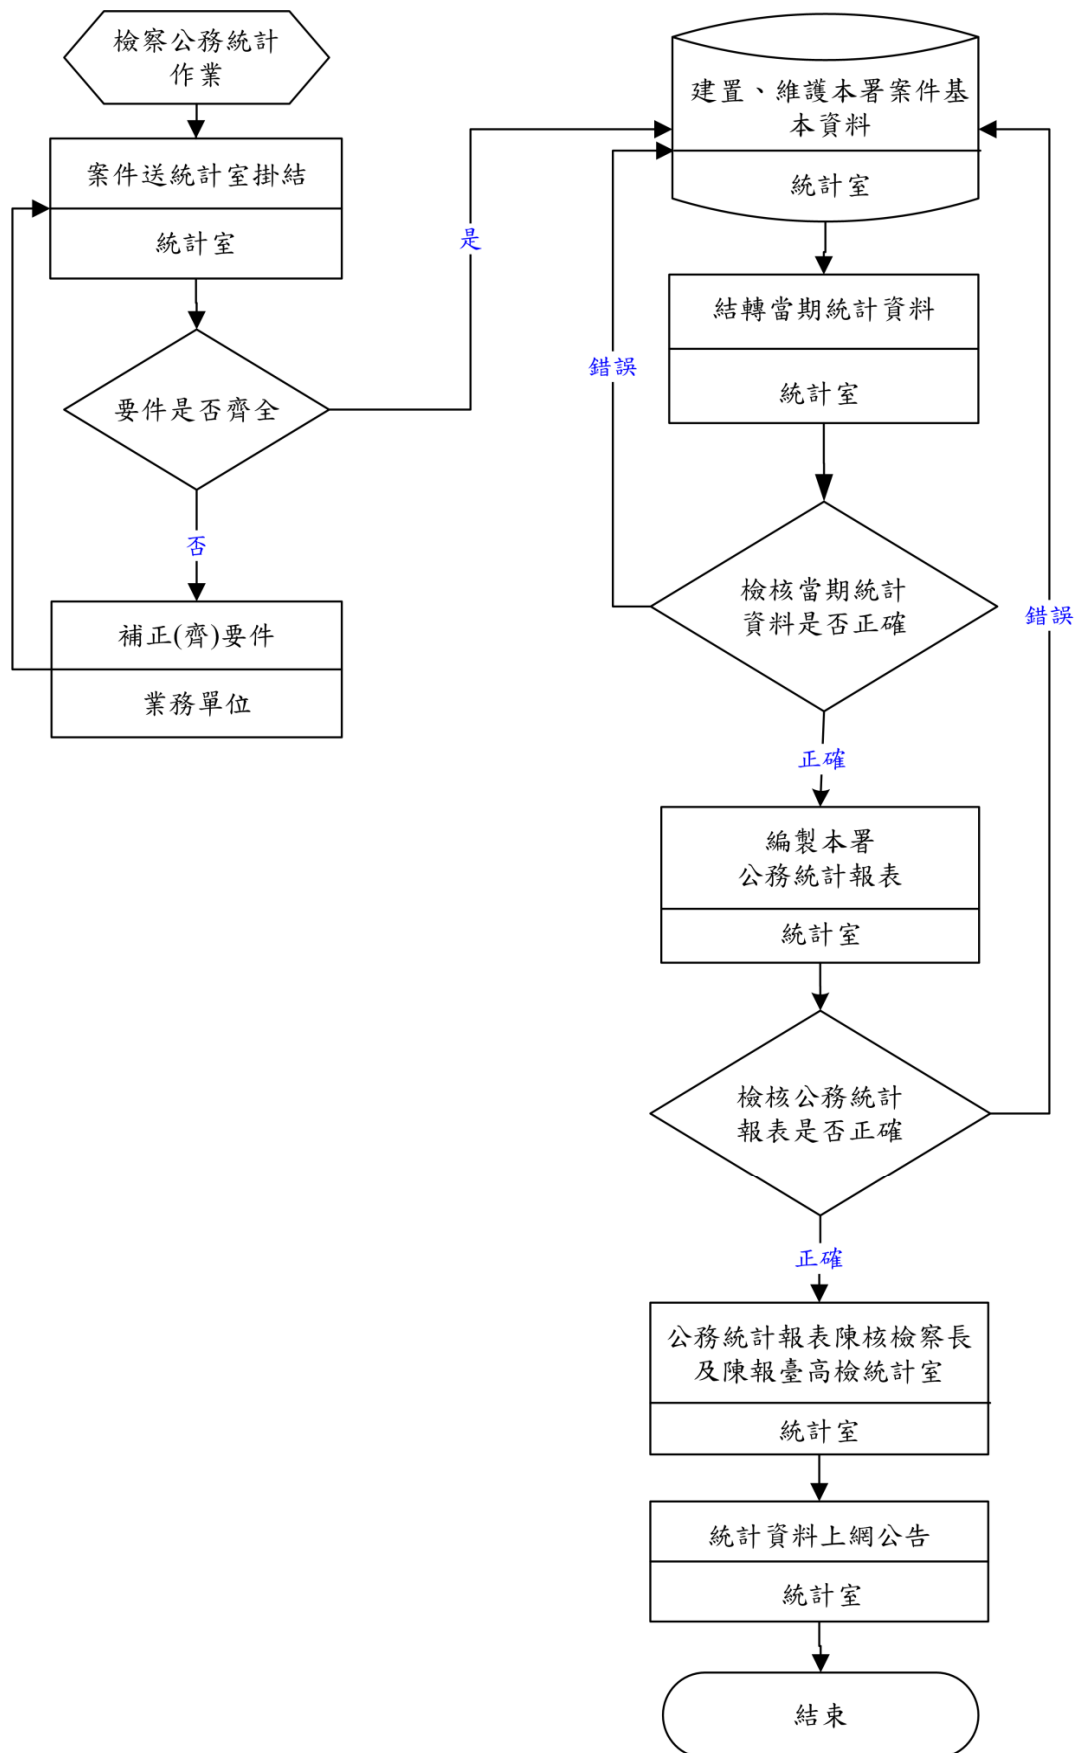 檢察公務統計
作業
案件送統計室掛結
統計室
要件是否齊全
是
否
補正(齊)要件
業務單位
建置、維護本署案件基
本資料
統計室
結轉當期統計資料
統計室
錯誤
檢核當期統計
資料是否正確
錯誤
正確
編製本署
公務統計報表
統計室
檢核公務統計
報表是否正確
正確
公務統計報表陳核檢察長
及陳報臺高檢統計室
統計室
統計資料上網公告
統計室
結束